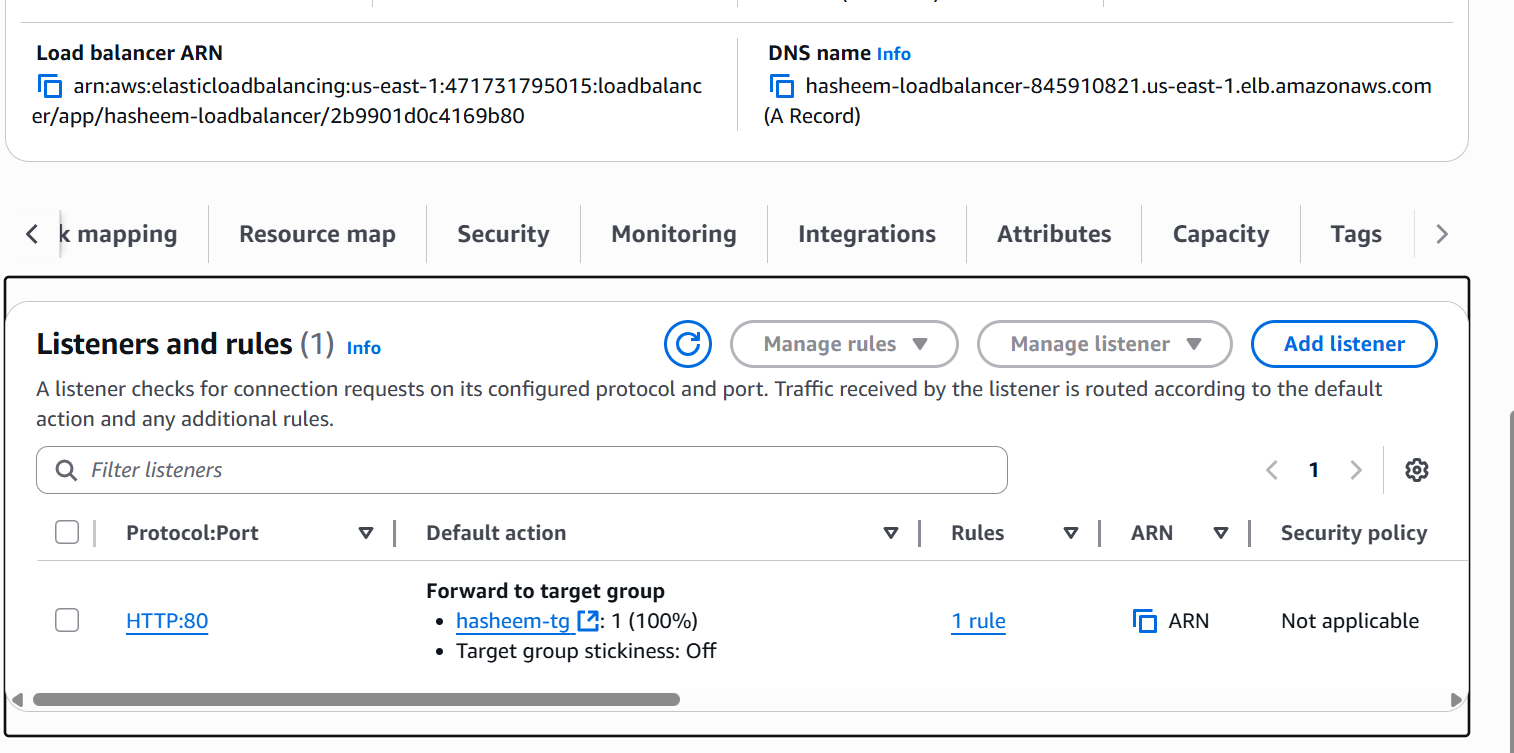 Load balancer ARN
arn:aws:elasticloadbalancing:us-east-1:471731795015:loadbalanc
er/app/hasheem-loadbalancer/2b9901d0c4169b80
DNS name Info
hasheem-loadbalancer-845910821.us-east-1.elb.amazonaws.com
(A Record)
k mapping
Resource map
Security
Monitoring
Integrations
Attributes
Capacity
Tags
Listeners and rules (1) Info
Manage rules
Manage listener
Add listener
A listener checks for connection requests on its configured protocol and port. Traffic received by the listener is routed according to the default
action and any additional rules.
Filter listeners
1
Protocol:Port
Default action
Rules
ARN
Security policy
HTTP:80
Forward to target group
• hasheem-tg : 1 (100%)
• Target group stickiness: Off
1 rule
ARN
Not applicable